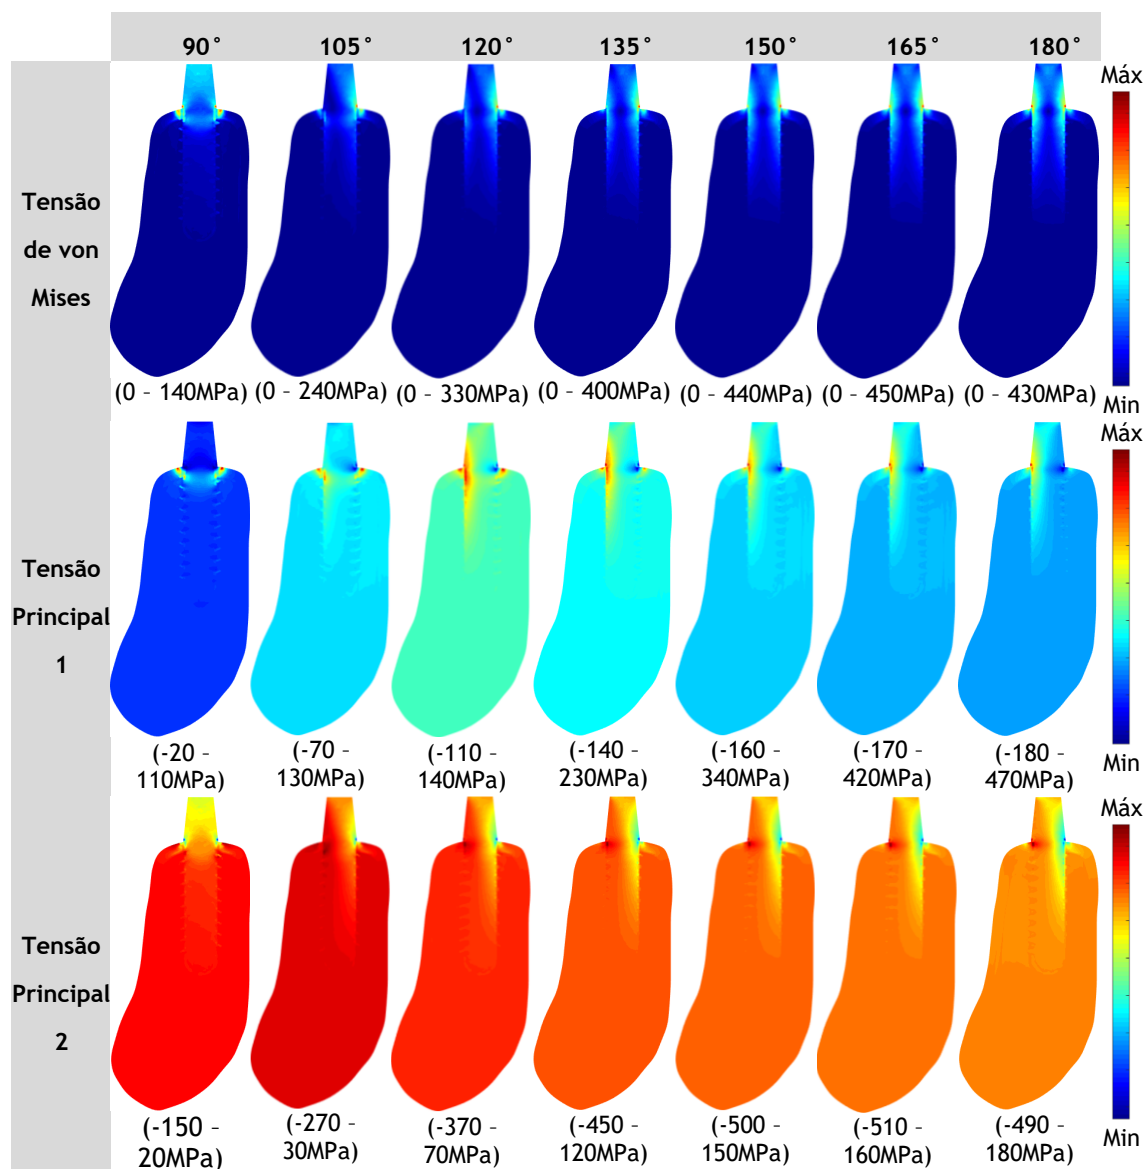 90° 105° 120° 135° 150° 165° 180°
Máx
Tensão
de von
Mises
Min
(0 - 140MPa) (0 - 240MPa) (0 - 330MPa) (0 - 400MPa) (0 - 440MPa) (0 - 450MPa) (0 - 430MPa)
Máx
Tensão
Principal
1
Min
(-20 - (-70 - (-110 - (-140 - (-160 - (-170 - (-180 -
110MPa) 130MPa) 140MPa) 230MPa) 340MPa) 420MPa) 470MPa)
Máx
Tensão
Principal
2
Min
(-150 - (-270 - (-370 - (-450 - (-500 - (-510 - (-490 -
20MPa) 30MPa) 70MPa) 120MPa) 150MPa) 160MPa) 180MPa)